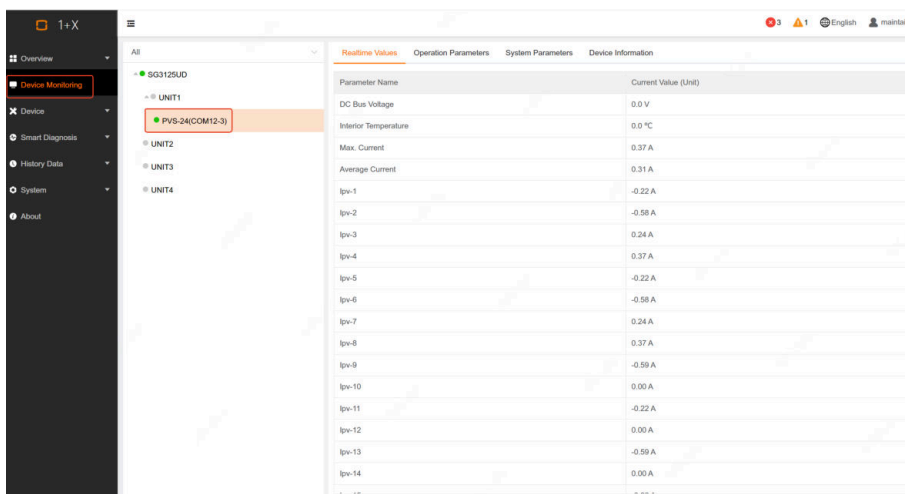 1+X
3 1 English maintai
Overview
Device Monitoring
Device
Smart Diagnosis
History Data
System
About
All
SG3125UD
UNIT1
PVS-24(COM12-3)
UNIT2
UNIT3
UNIT4
Realtime Values Operation Parameters System Parameters Device Information
Parameter Name Current Value (Unit)
DC Bus Voltage 0.0 V
Interior Temperature 0.0 ℃
Max. Current 0.37 A
Average Current 0.31 A
Ipv-1 -0.22 A
Ipv-2 -0.58 A
Ipv-3 0.24 A
Ipv-4 0.37 A
Ipv-5 -0.22 A
Ipv-6 -0.58 A
Ipv-7 0.24 A
Ipv-8 0.37 A
Ipv-9 -0.59 A
Ipv-10 0.00 A
Ipv-11 -0.22 A
Ipv-12 0.00 A
Ipv-13 -0.59 A
Ipv-14 0.00 A